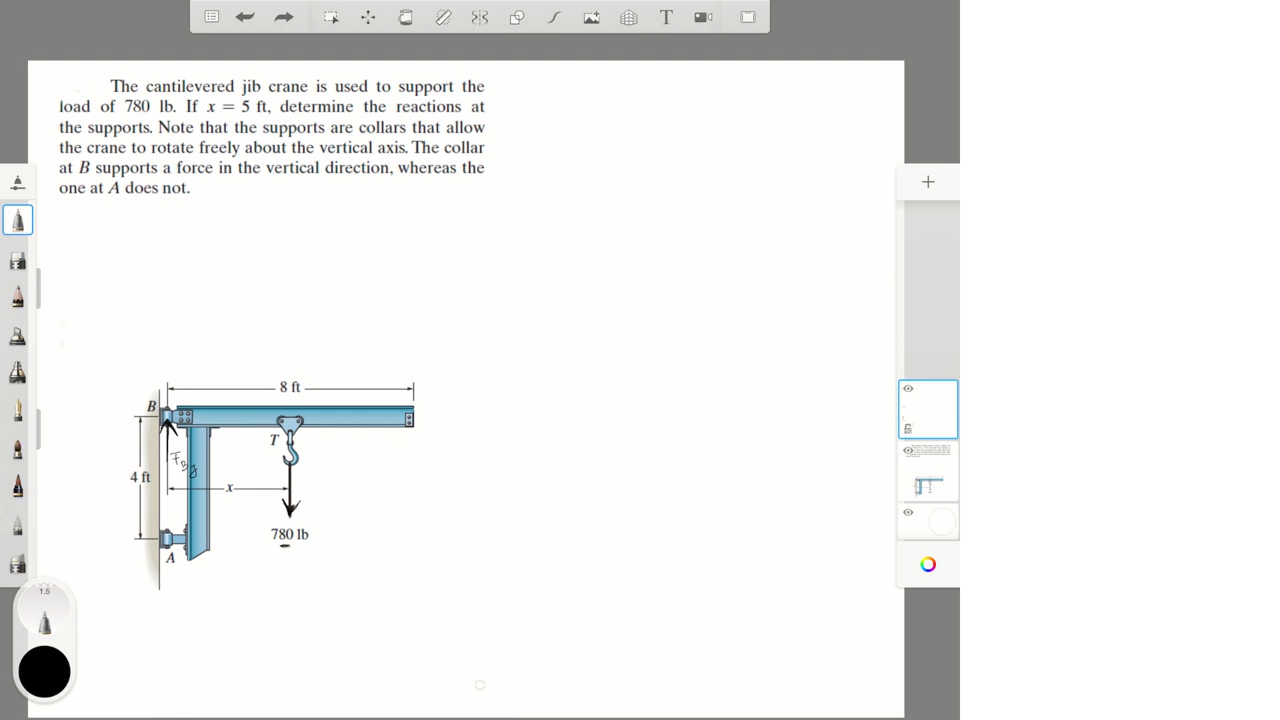 T
The cantilevered jib crane is used to support the
load of 780 lb. If x = 5 ft, determine the reactions at
the supports. Note that the supports are collars that allow
the crane to rotate freely about the vertical axis. The collar
at B supports a force in the vertical direction, whereas the
one at A does not.
8 ft
B
T
F_By
4 ft
x
780 lb
A
1.5